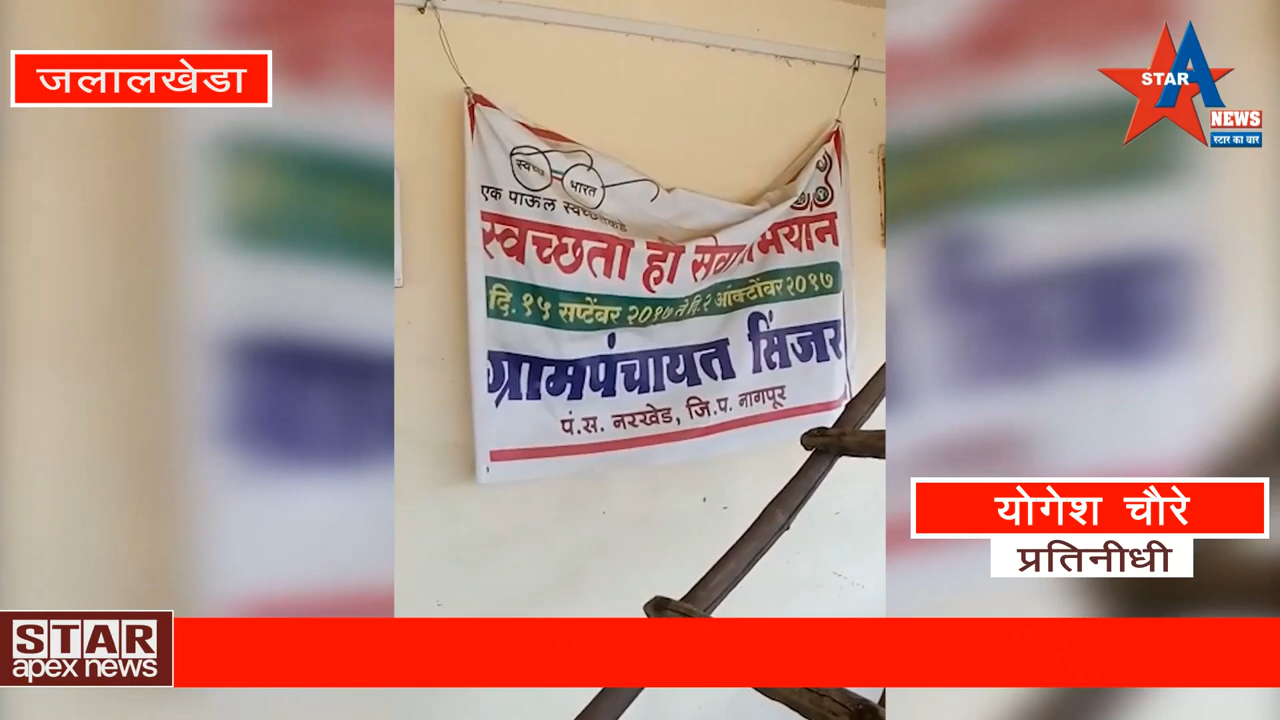 जलालखेडा
STAR
A
NEWS
स्टार का वार
स्वच्छ भारत
एक पाऊल स्वच्छतेकडे
स्वच्छता ही सेवा अभियान
दि.१५ सप्टेंबर २०१७ ते दि.२ आंक्टोंबर २०१७
ग्रामपंचायत सिंजर
पं.स. नरखेड, जि.प. नागपूर
योगेश चौरे
प्रतिनीधी
STAR
apex news